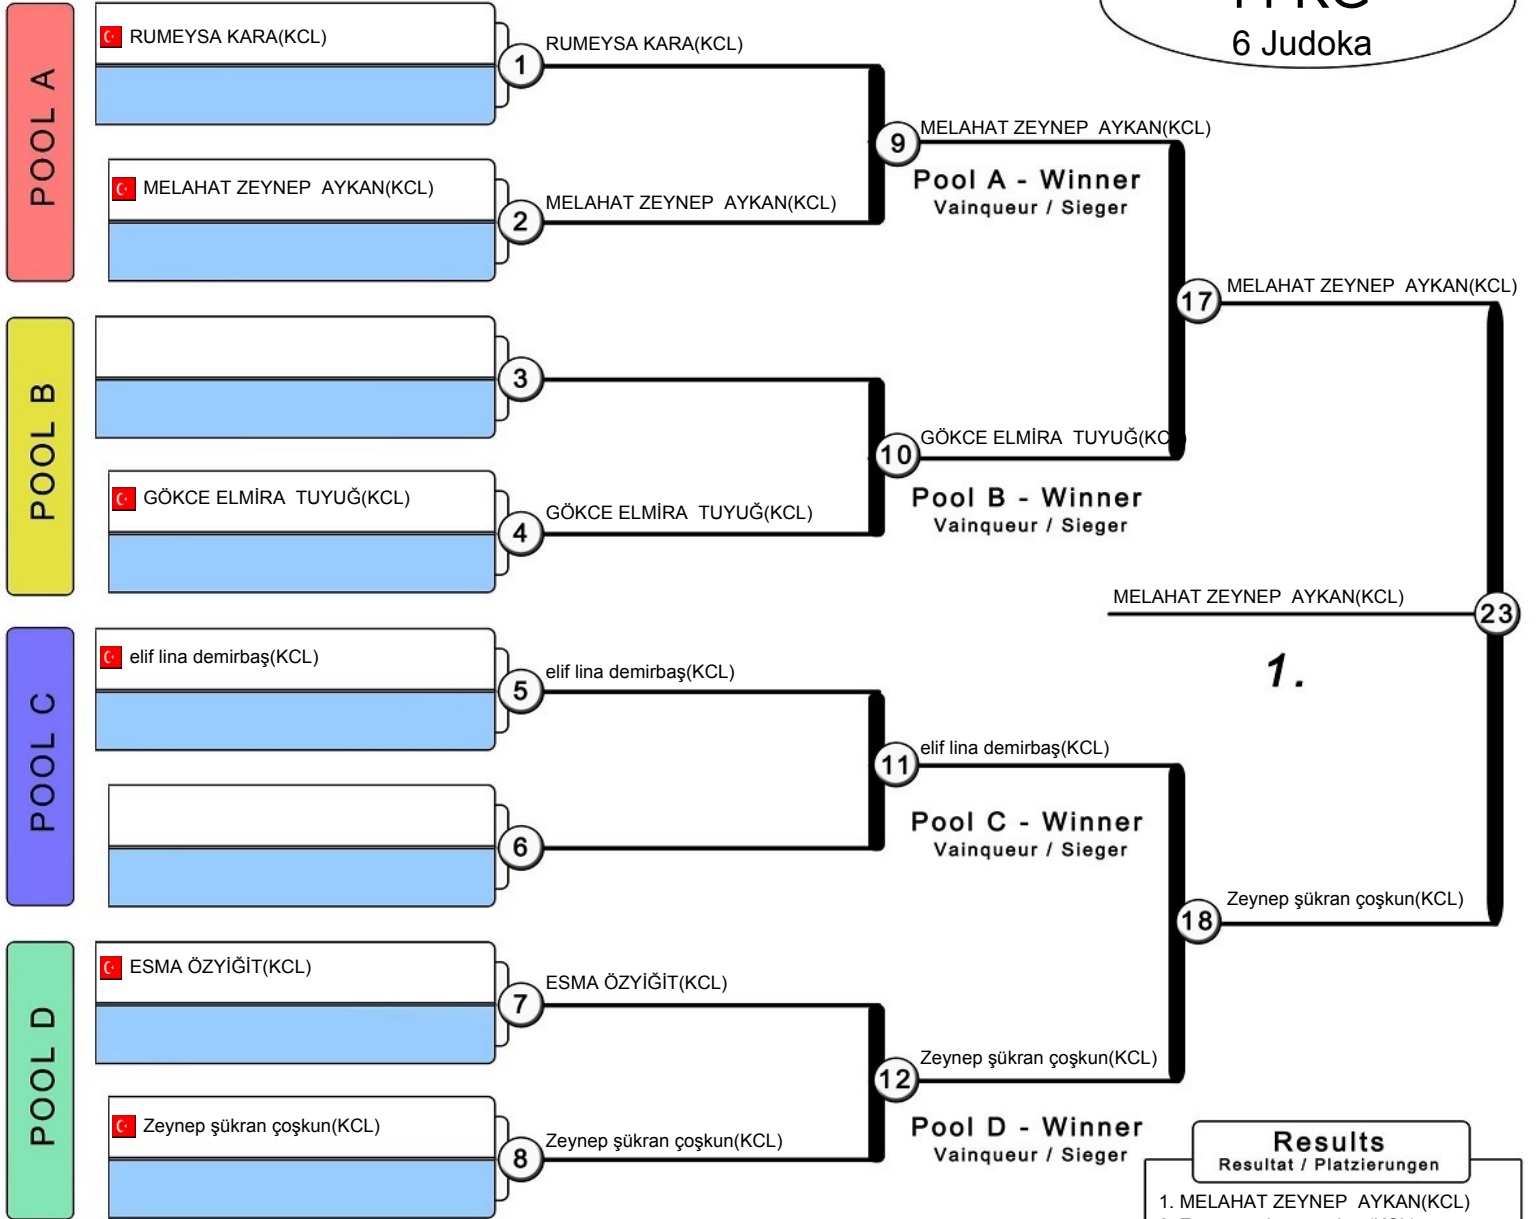 6 Judoka
POOL A
RUMEYSA KARA(KCL)
1
RUMEYSA KARA(KCL)
MELAHAT ZEYNEP AYKAN(KCL)
2
MELAHAT ZEYNEP AYKAN(KCL)
9
MELAHAT ZEYNEP AYKAN(KCL)
Pool A - Winner
Vainqueur / Sieger
POOL B
3
GÖKCE ELMİRA TUYUĞ(KCL)
4
GÖKCE ELMİRA TUYUĞ(KCL)
10
GÖKCE ELMİRA TUYUĞ(KC
Pool B - Winner
Vainqueur / Sieger
17
MELAHAT ZEYNEP AYKAN(KCL)
MELAHAT ZEYNEP AYKAN(KCL)
23
1.
POOL C
elif lina demirbaş(KCL)
5
elif lina demirbaş(KCL)
6
11
elif lina demirbaş(KCL)
Pool C - Winner
Vainqueur / Sieger
18
Zeynep şükran çoşkun(KCL)
POOL D
ESMA ÖZYİĞİT(KCL)
7
ESMA ÖZYİĞİT(KCL)
Zeynep şükran çoşkun(KCL)
8
Zeynep şükran çoşkun(KCL)
12
Zeynep şükran çoşkun(KCL)
Pool D - Winner
Vainqueur / Sieger
Results
Resultat / Platzierungen
1. MELAHAT ZEYNEP AYKAN(KCL)